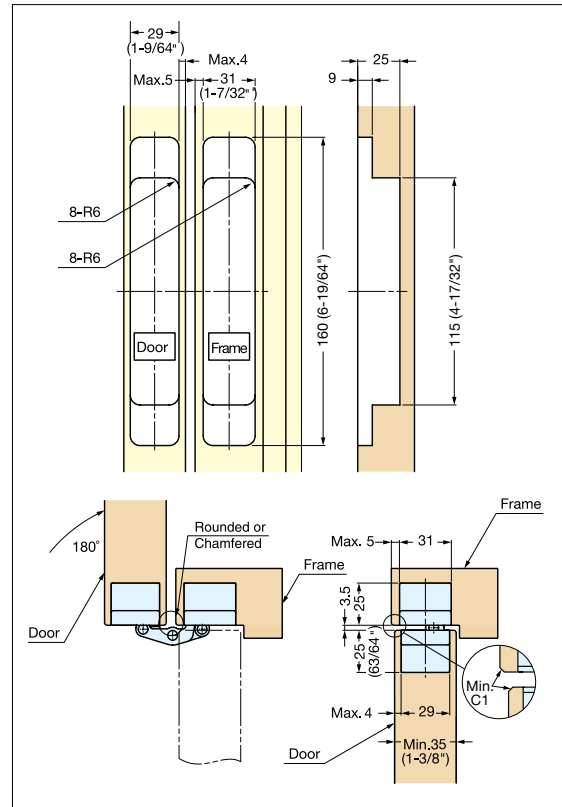 29
(1-9/64")
Max.4
25
Max.5
31
(1-7/32")
9
8-R6
8-R6
160 (6-19/64")
115 (4-17/32")
Door
Frame
180°
Rounded or
Chamfered
Frame
Door
Frame
Max. 5
31
3.5
25
25
(63/64")
Min.
C1
Max. 4
29
Door
Min.35
(1-3/8")